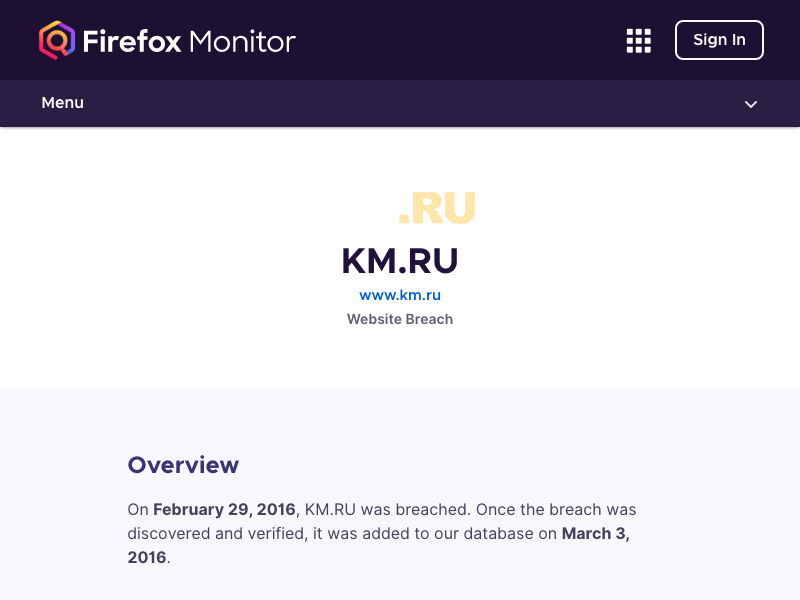 Firefox Monitor
Sign In
Menu
.RU
KM.RU
www.km.ru
Website Breach
Overview
On February 29, 2016, KM.RU was breached. Once the breach was
discovered and verified, it was added to our database on March 3,
2016.